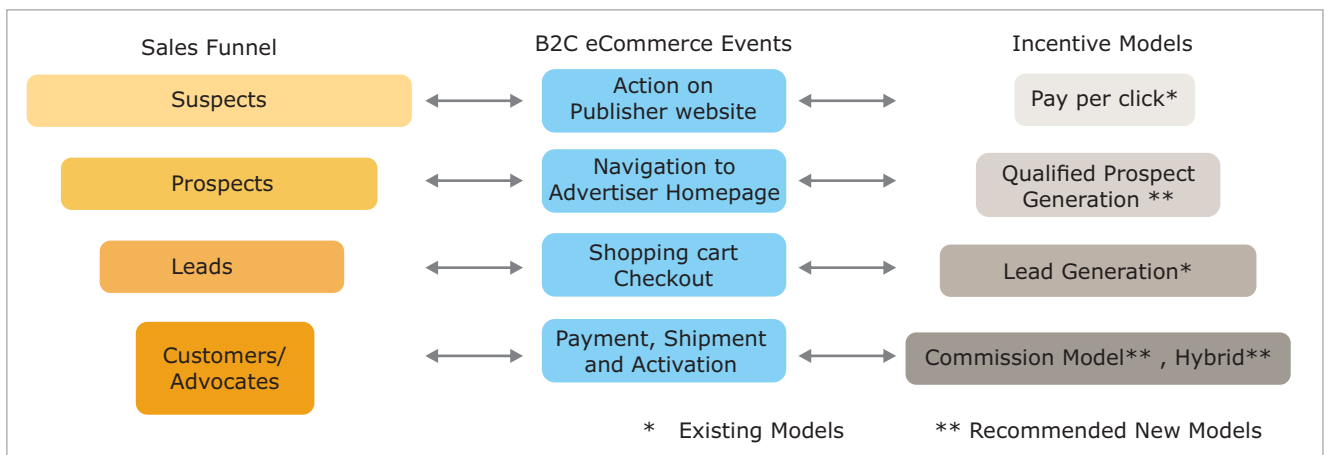 Sales Funnel
B2C eCommerce Events
Incentive Models
Suspects
Action on
Publisher website
Pay per click*
Prospects
Navigation to
Advertiser Homepage
Qualified Prospect
Generation **
Leads
Shopping cart
Checkout
Lead Generation*
Customers/
Advocates
Payment, Shipment
and Activation
Commission Model** , Hybrid**
* Existing Models
** Recommended New Models